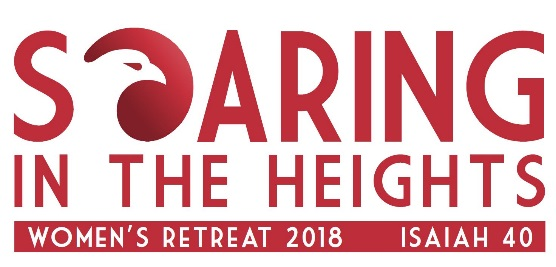 SOARING
IN THE HEIGHTS
WOMEN'S RETREAT 2018 ISAIAH 40